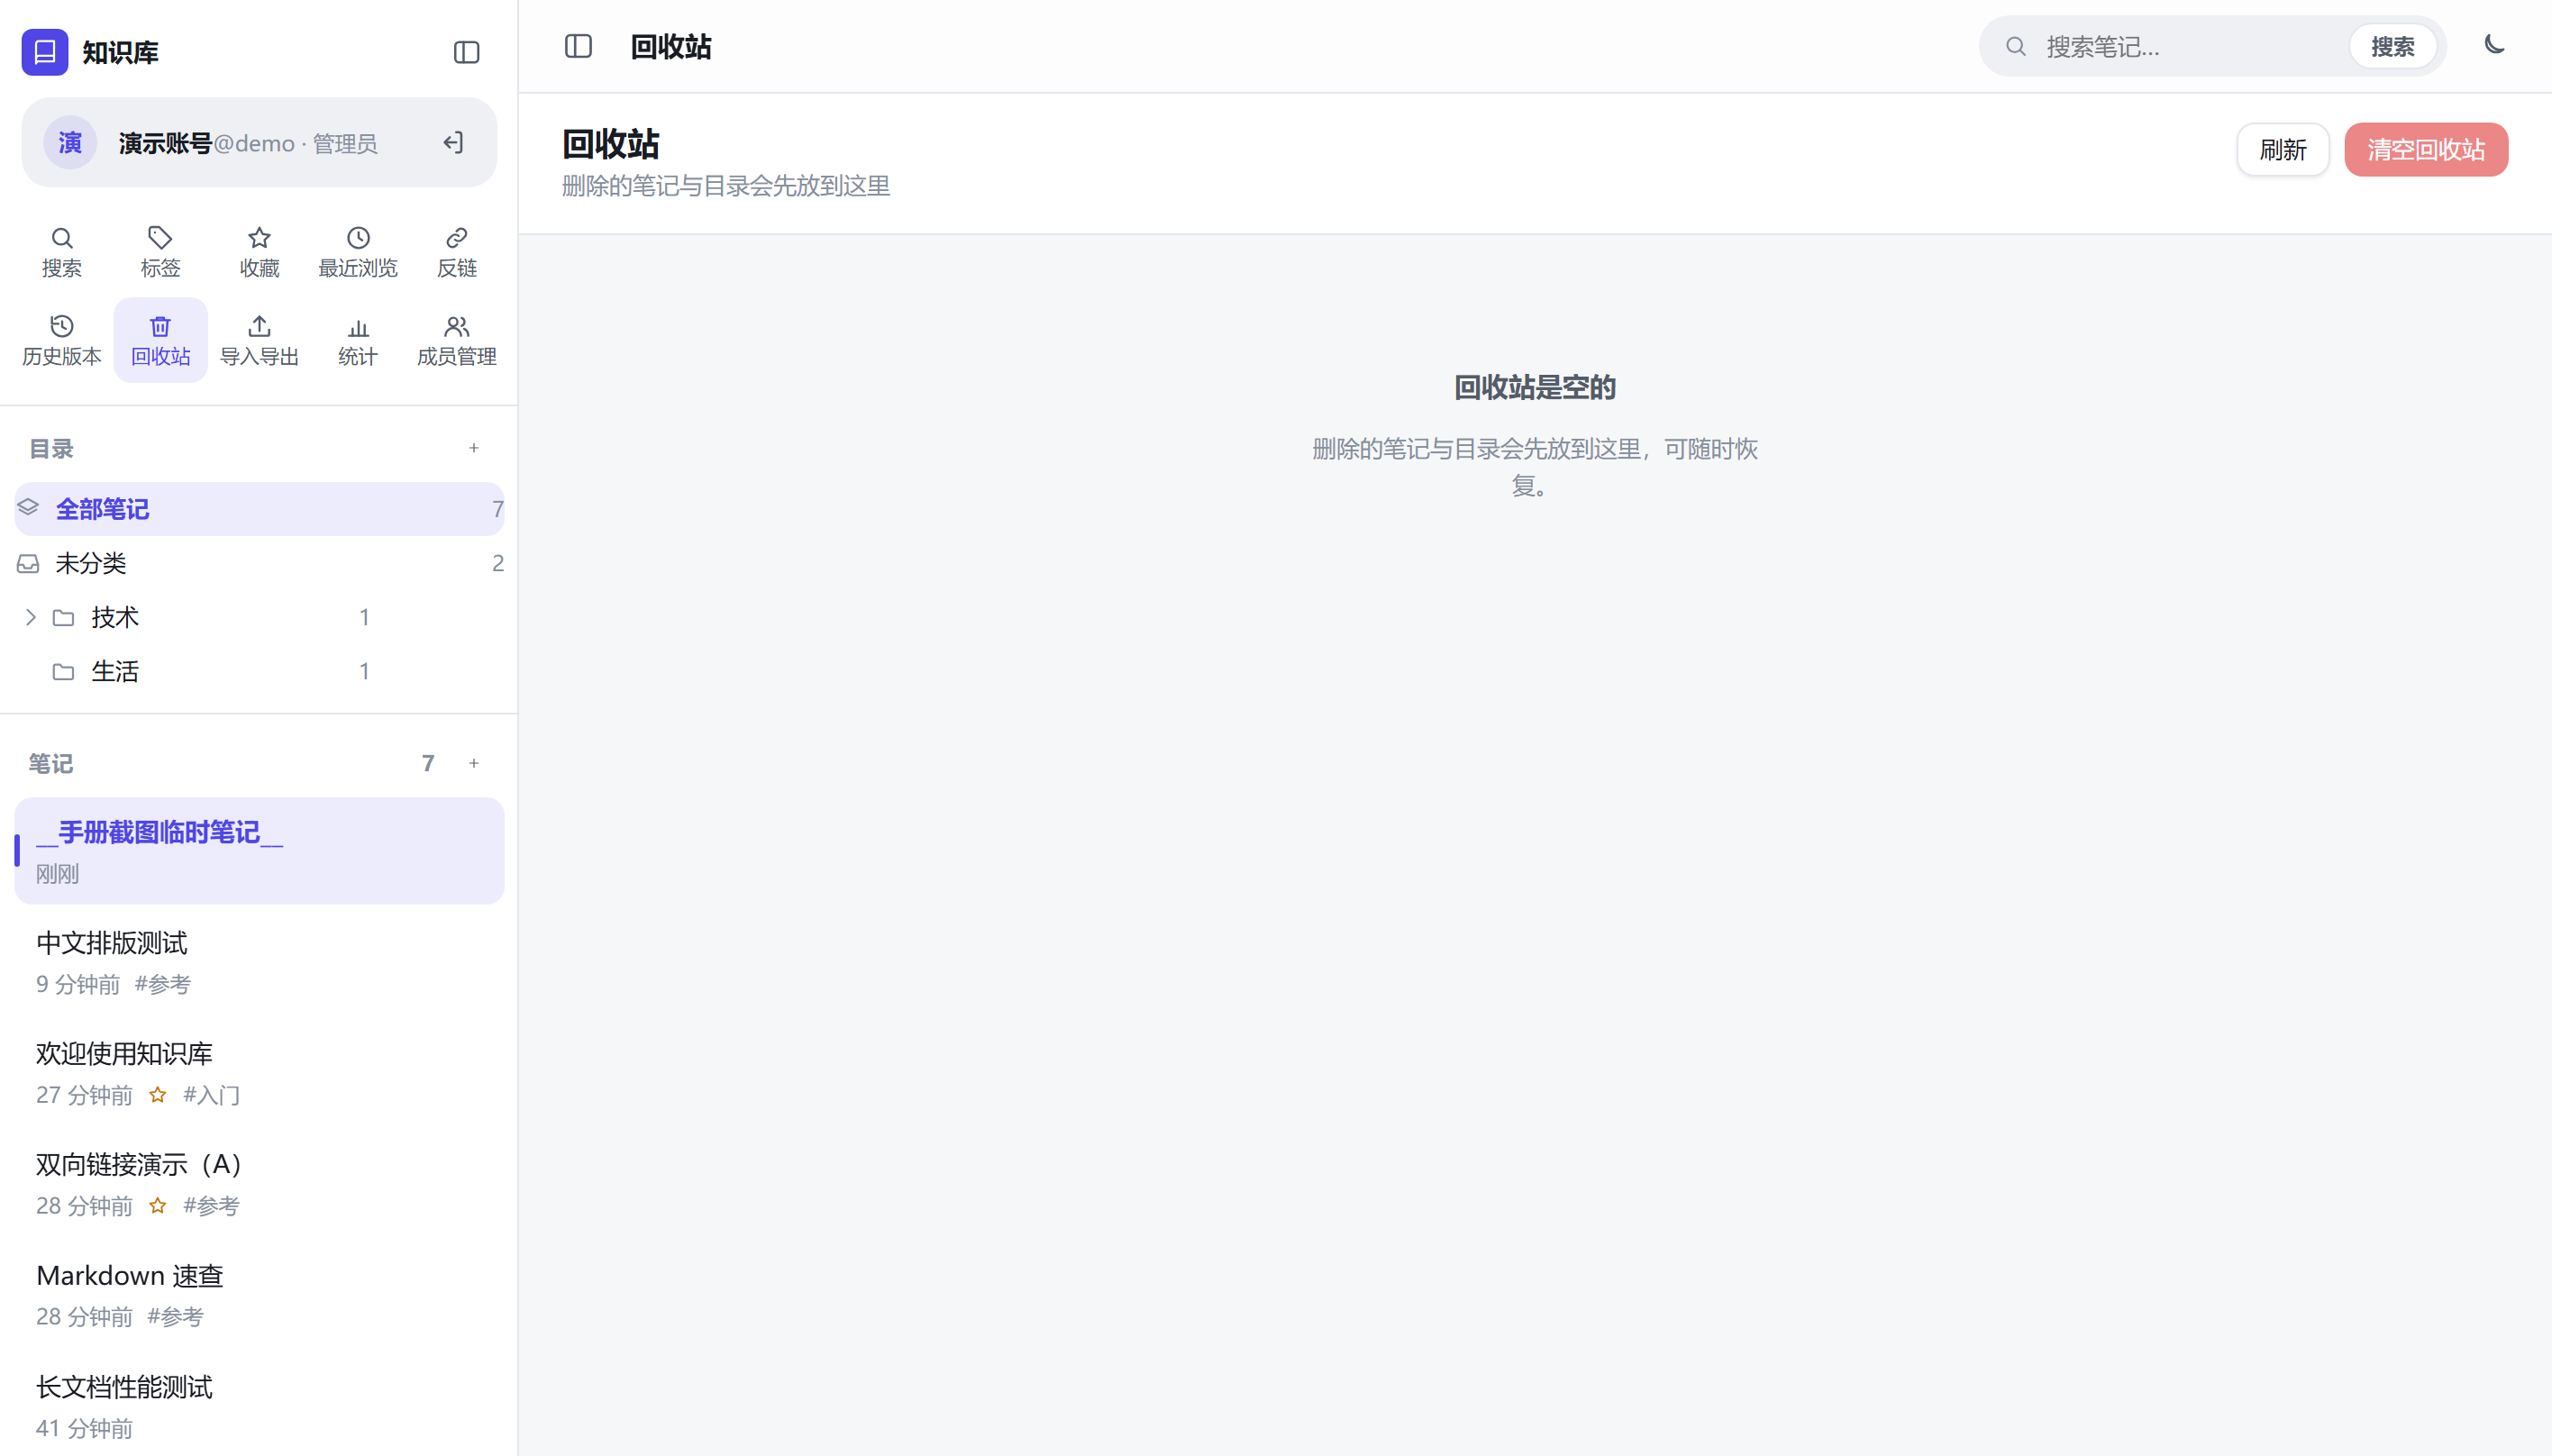 知识库
演
演示账号@demo · 管理员
搜索
标签
收藏
最近浏览
反链
历史版本
回收站
导入导出
统计
成员管理
目录
+
全部笔记
7
未分类
2
技术
1
生活
1
笔记
7
+
__手册截图临时笔记__
刚刚
中文排版测试
9 分钟前 #参考
欢迎使用知识库
27 分钟前 #入门
双向链接演示（A）
28 分钟前 #参考
Markdown 速查
28 分钟前 #参考
长文档性能测试
41 分钟前
回收站
搜索笔记...
搜索
回收站
删除的笔记与目录会先放到这里
刷新
清空回收站
回收站是空的
删除的笔记与目录会先放到这里，可随时恢
复。